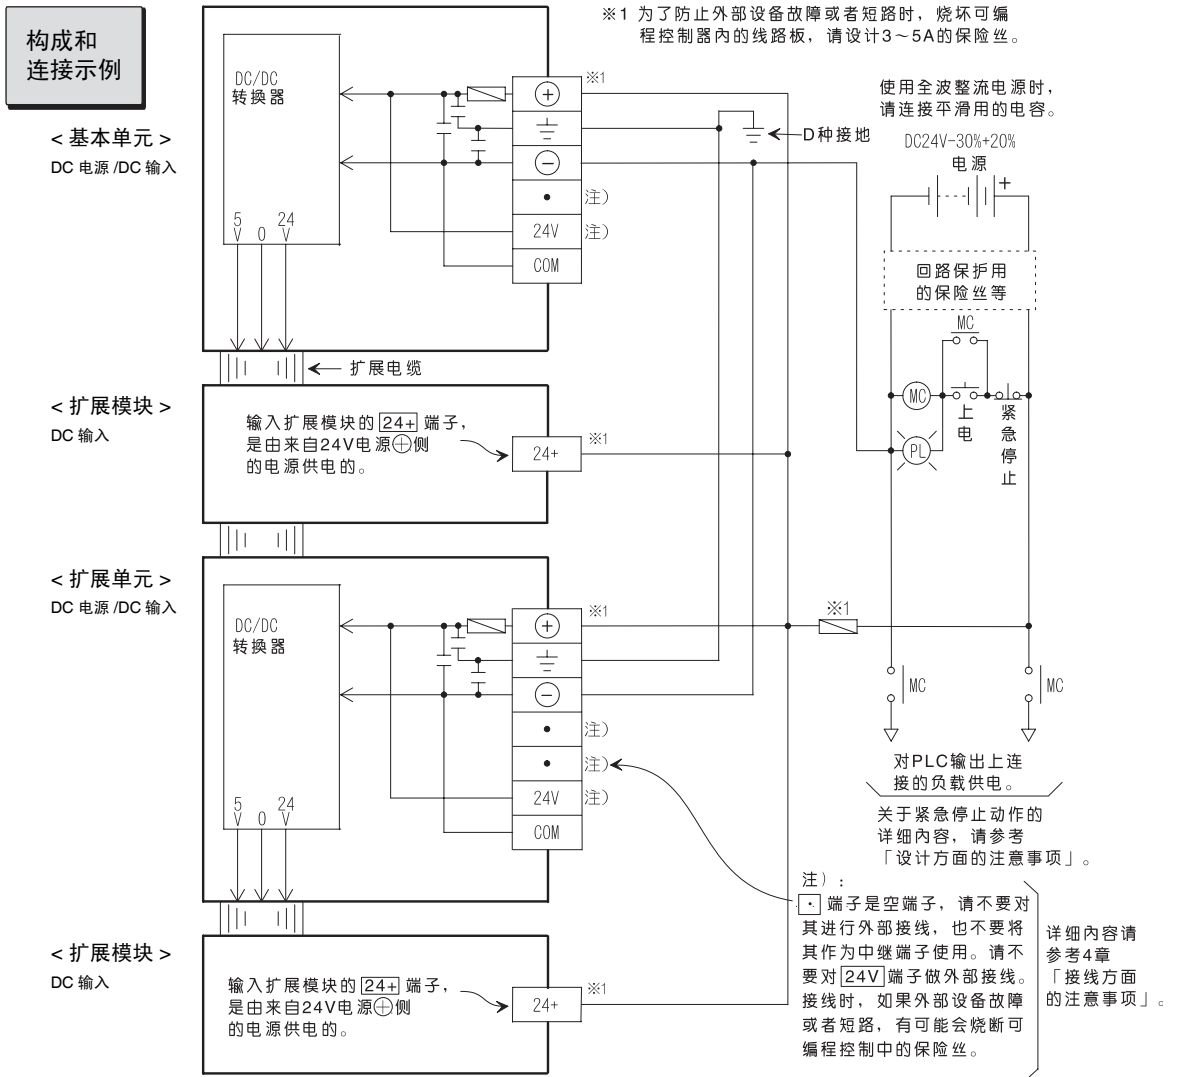 构成和
连接示例
※1 为了防止外部设备故障或者短路时，烧坏可编
程控制器内的线路板，请设计3～5A的保险丝。
< 基本单元 >
DC 电源 /DC 输入
DC/DC
转换器
5
V
0
24
V
※1
+
−
•
注）
24V
注）
COM
D种接地
使用全波整流电源时，
请连接平滑用的电容。
DC24V-30%+20%
电源
+
回路保护用
的保险丝等
MC
MC
上
电
紧
急
停
止
PL
扩展电缆
< 扩展模块 >
DC 输入
输入扩展模块的 24+ 端子，
是由来自24V电源⊕侧
的电源供电的。
24+
※1
< 扩展单元 >
DC 电源 /DC 输入
DC/DC
转换器
5
V
0
24
V
※1
+
−
•
注）
•
注）
24V
注）
COM
※1
MC
MC
对PLC输出上连
接的负载供电。
关于紧急停止动作的
详细内容，请参考
「设计方面的注意事项」。
注）：
• 端子是空端子，请不要对
其进行外部接线，也不要将
其作为中继端子使用。请不
要对 24V 端子做外部接线。
接线时，如果外部设备故障
或者短路，有可能会烧断可
编程控制中的保险丝。
详细内容请
参考4章
「接线方面
的注意事项」。
< 扩展模块 >
DC 输入
输入扩展模块的 24+ 端子，
是由来自24V电源⊕侧
的电源供电的。
24+
※1